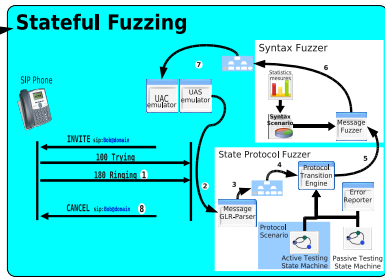 Stateful Fuzzing
SIP Phone
7
UAC
emulator
UAS
emulator
Syntax Fuzzer
6
Statistics
mesures
Syntax
Scenario
Message
Fuzzer
INVITE sip:Bob@domain
100 Trying
180 Ringing 1
CANCEL sip:Bob@domain 8
2
State Protocol Fuzzer
3
4
5
Message
GLR-Parser
Protocol
Transition
Engine
Error
Reporter
Protocol
Scenario
Active Testing
State Machine
Passive Testing
State Machine